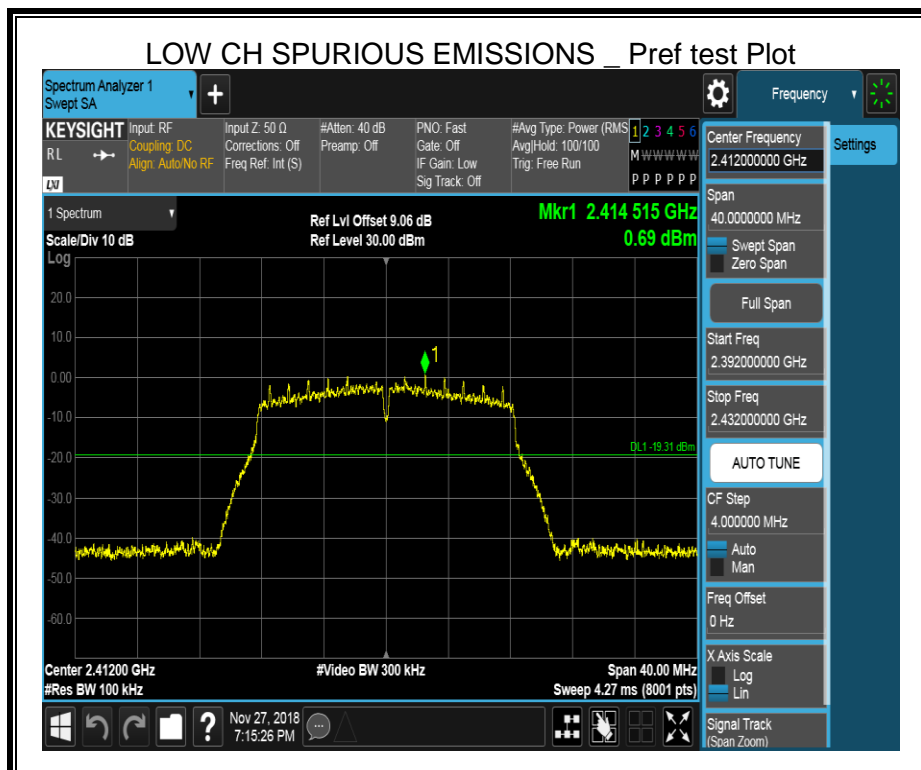 LOW CH SPURIOUS EMISSIONS _ Pref test Plot
Spectrum Analyzer 1
Swept SA
+
Frequency
KEYSIGHT
RL
LXI
Input: RF
Coupling: DC
Align: Auto/No RF
Input Z: 50 Ω
Corrections: Off
Freq Ref: Int (S)
#Atten: 40 dB
Preamp: Off
PNO: Fast
Gate: Off
IF Gain: Low
Sig Track: Off
#Avg Type: Power (RMS
Avg|Hold: 100/100
Trig: Free Run
1 2 3 4 5 6
M W W W W W
P P P P P P
1 Spectrum
Scale/Div 10 dB
Ref Lvl Offset 9.06 dB
Ref Level 30.00 dBm
Mkr1 2.414 515 GHz
0.69 dBm
Log
20.0
10.0
0.00
-10.0
-20.0
-30.0
-40.0
-50.0
-60.0
1
DL1 -19.31 dBm
Center 2.41200 GHz
#Res BW 100 kHz
#Video BW 300 kHz
Span 40.00 MHz
Sweep 4.27 ms (8001 pts)
Nov 27, 2018
7:15:26 PM
?
Center Frequency
2.412000000 GHz
Settings
Span
40.0000000 MHz
Swept Span
Zero Span
Full Span
Start Freq
2.392000000 GHz
Stop Freq
2.432000000 GHz
AUTO TUNE
CF Step
4.000000 MHz
Auto
Man
Freq Offset
0 Hz
X Axis Scale
Log
Lin
Signal Track
(Span Zoom)